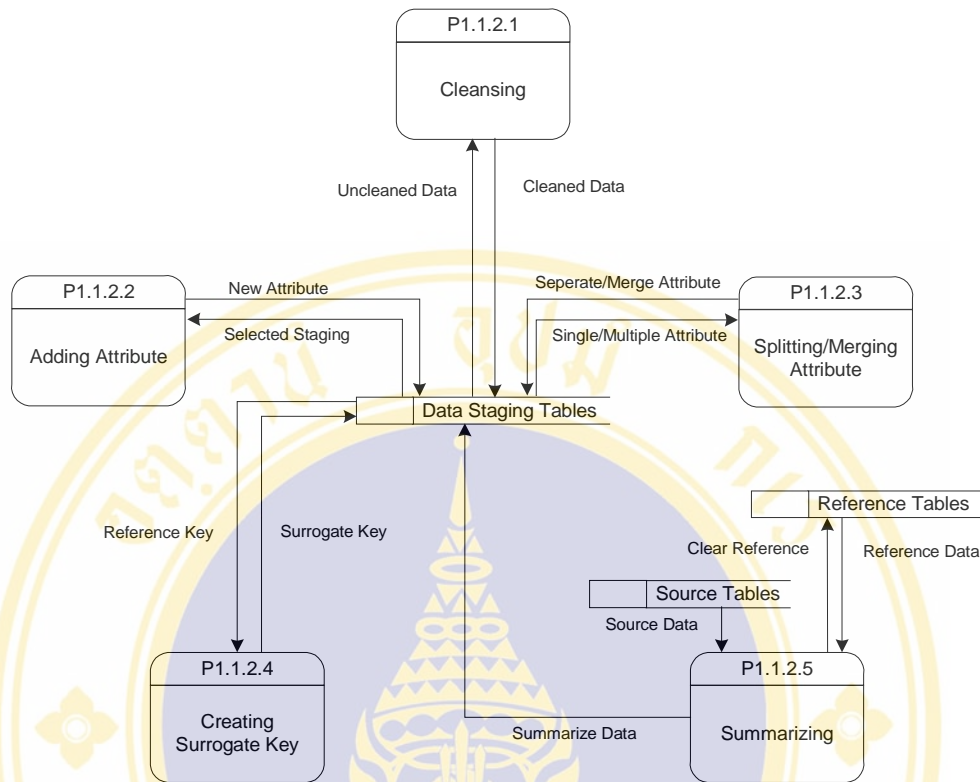 P1.1.2.1
Cleansing
Uncleaned Data
Cleaned Data
P1.1.2.2
Adding Attribute
New Attribute
Selected Staging
Seperate/Merge Attribute
Single/Multiple Attribute
P1.1.2.3
Splitting/Merging
Attribute
Data Staging Tables
Reference Key
Surrogate Key
Reference Tables
Clear Reference
Reference Data
Source Tables
Source Data
P1.1.2.4
Creating
Surrogate Key
Summarize Data
P1.1.2.5
Summarizing